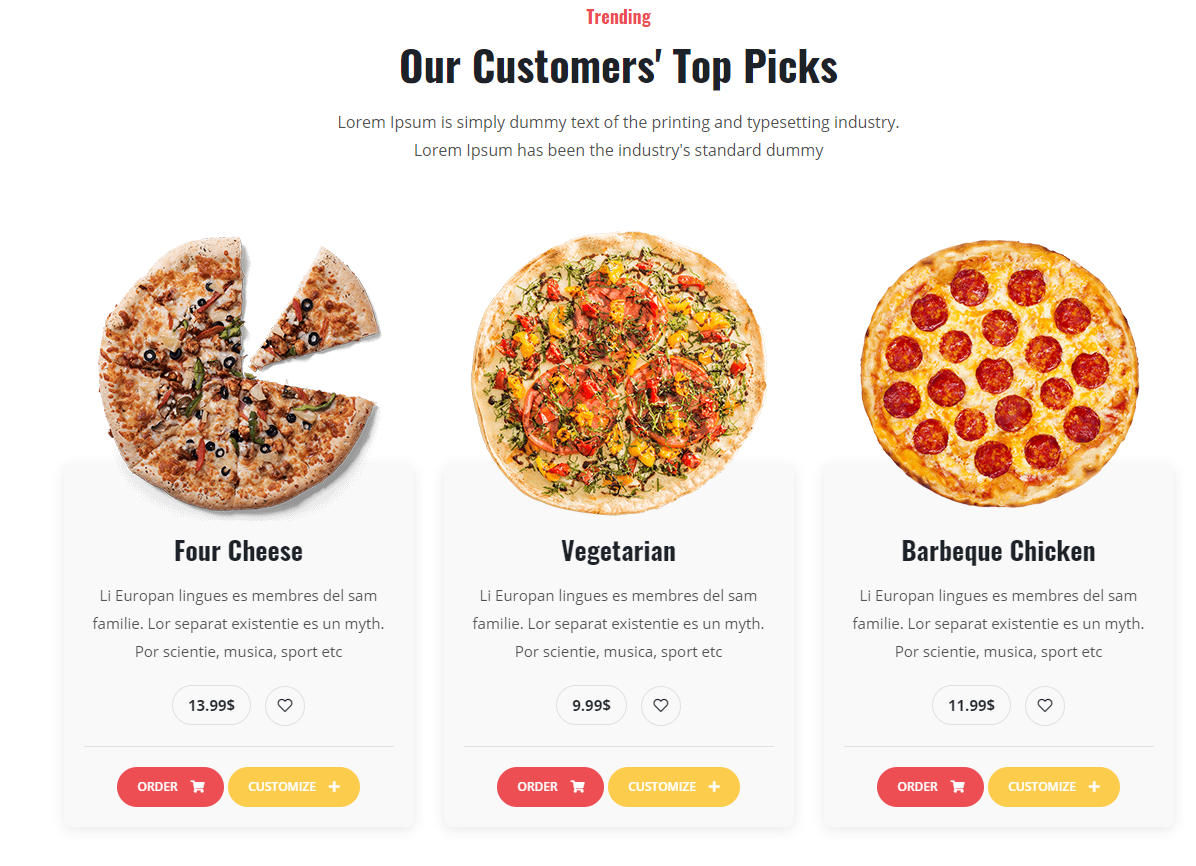 Trending
Our Customers' Top Picks
Lorem Ipsum is simply dummy text of the printing and typesetting industry.
Lorem Ipsum has been the industry's standard dummy
Four Cheese
Li Europan lingues es membres del sam
familie. Lor separat existentie es un myth.
Por scientie, musica, sport etc
13.99$
ORDER
CUSTOMIZE
Vegetarian
Li Europan lingues es membres del sam
familie. Lor separat existentie es un myth.
Por scientie, musica, sport etc
9.99$
ORDER
CUSTOMIZE
Barbeque Chicken
Li Europan lingues es membres del sam
familie. Lor separat existentie es un myth.
Por scientie, musica, sport etc
11.99$
ORDER
CUSTOMIZE